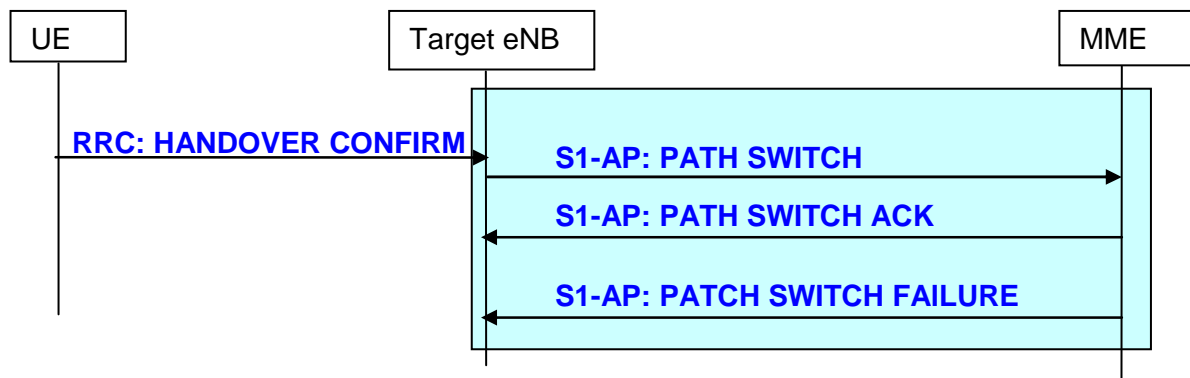 UE
Target eNB
MME
RRC: HANDOVER CONFIRM
S1-AP: PATH SWITCH
S1-AP: PATH SWITCH ACK
S1-AP: PATCH SWITCH FAILURE